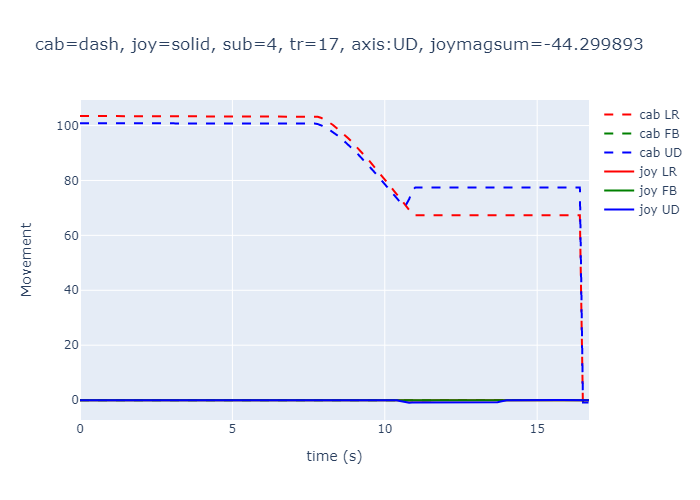 cab=dash, joy=solid, sub=4, tr=17, axis:UD, joymagsum=-44.299893
cab LR
cab FB
cab UD
joy LR
joy FB
joy UD
100
80
60
40
20
0
Movement
0 5 10 15
time (s)